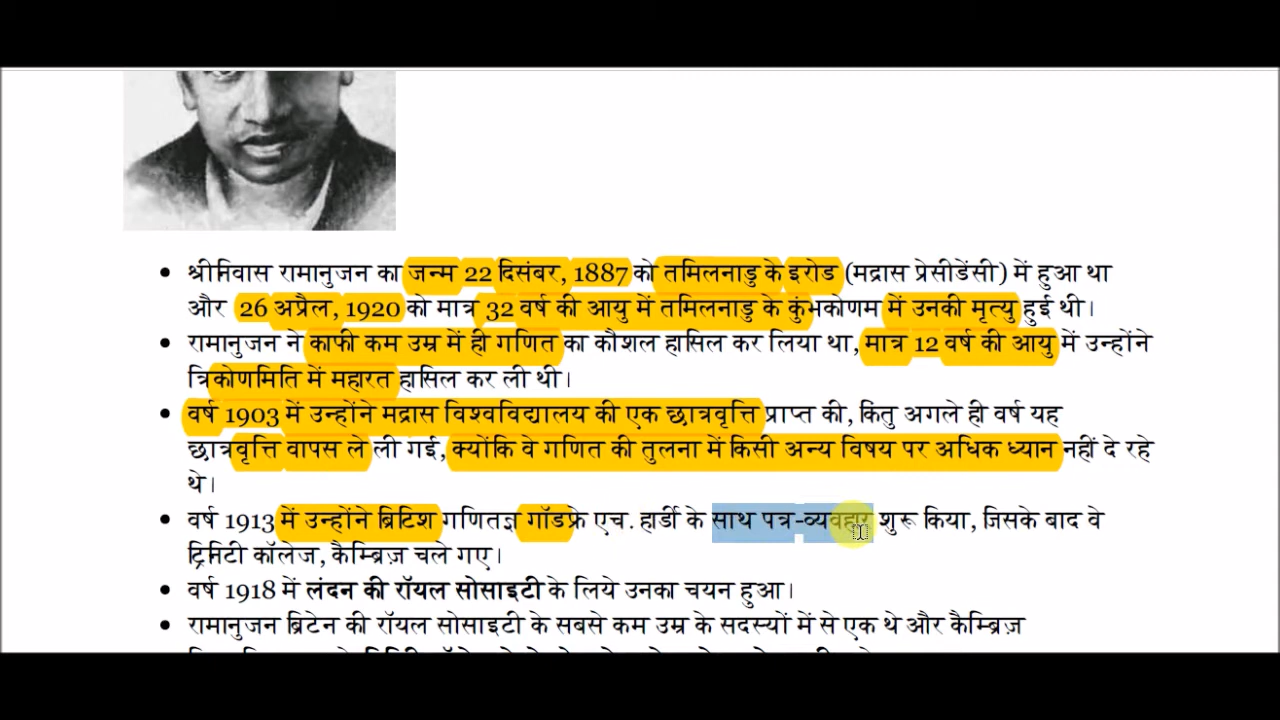 श्रीनिवास रामानुजन का जन्म 22 दिसंबर, 1887 को तमिलनाडु के इरोड (मद्रास प्रेसीडेंसी) में हुआ था
और 26 अप्रैल, 1920 को मात्र 32 वर्ष की आयु में तमिलनाडु के कुंभकोणम में उनकी मृत्यु हुई थी।
रामानुजन ने काफी कम उम्र में ही गणित का कौशल हासिल कर लिया था, मात्र 12 वर्ष की आयु में उन्होंने
त्रिकोणमिति में महारत हासिल कर ली थी।
वर्ष 1903 में उन्होंने मद्रास विश्वविद्यालय की एक छात्रवृत्ति प्राप्त की, किंतु अगले ही वर्ष यह
छात्रवृत्ति वापस ले ली गई, क्योंकि वे गणित की तुलना में किसी अन्य विषय पर अधिक ध्यान नहीं दे रहे
थे।
वर्ष 1913 में उन्होंने ब्रिटिश गणितज्ञ गॉडफ्रे एच. हार्डी के साथ पत्र-व्यवहार शुरू किया, जिसके बाद वे
ट्रिनिटी कॉलेज, कैम्ब्रिज़ चले गए।
वर्ष 1918 में लंदन की रॉयल सोसाइटी के लिये उनका चयन हुआ।
रामानुजन ब्रिटेन की रॉयल सोसाइटी के सबसे कम उम्र के सदस्यों में से एक थे और कैम्ब्रिज़